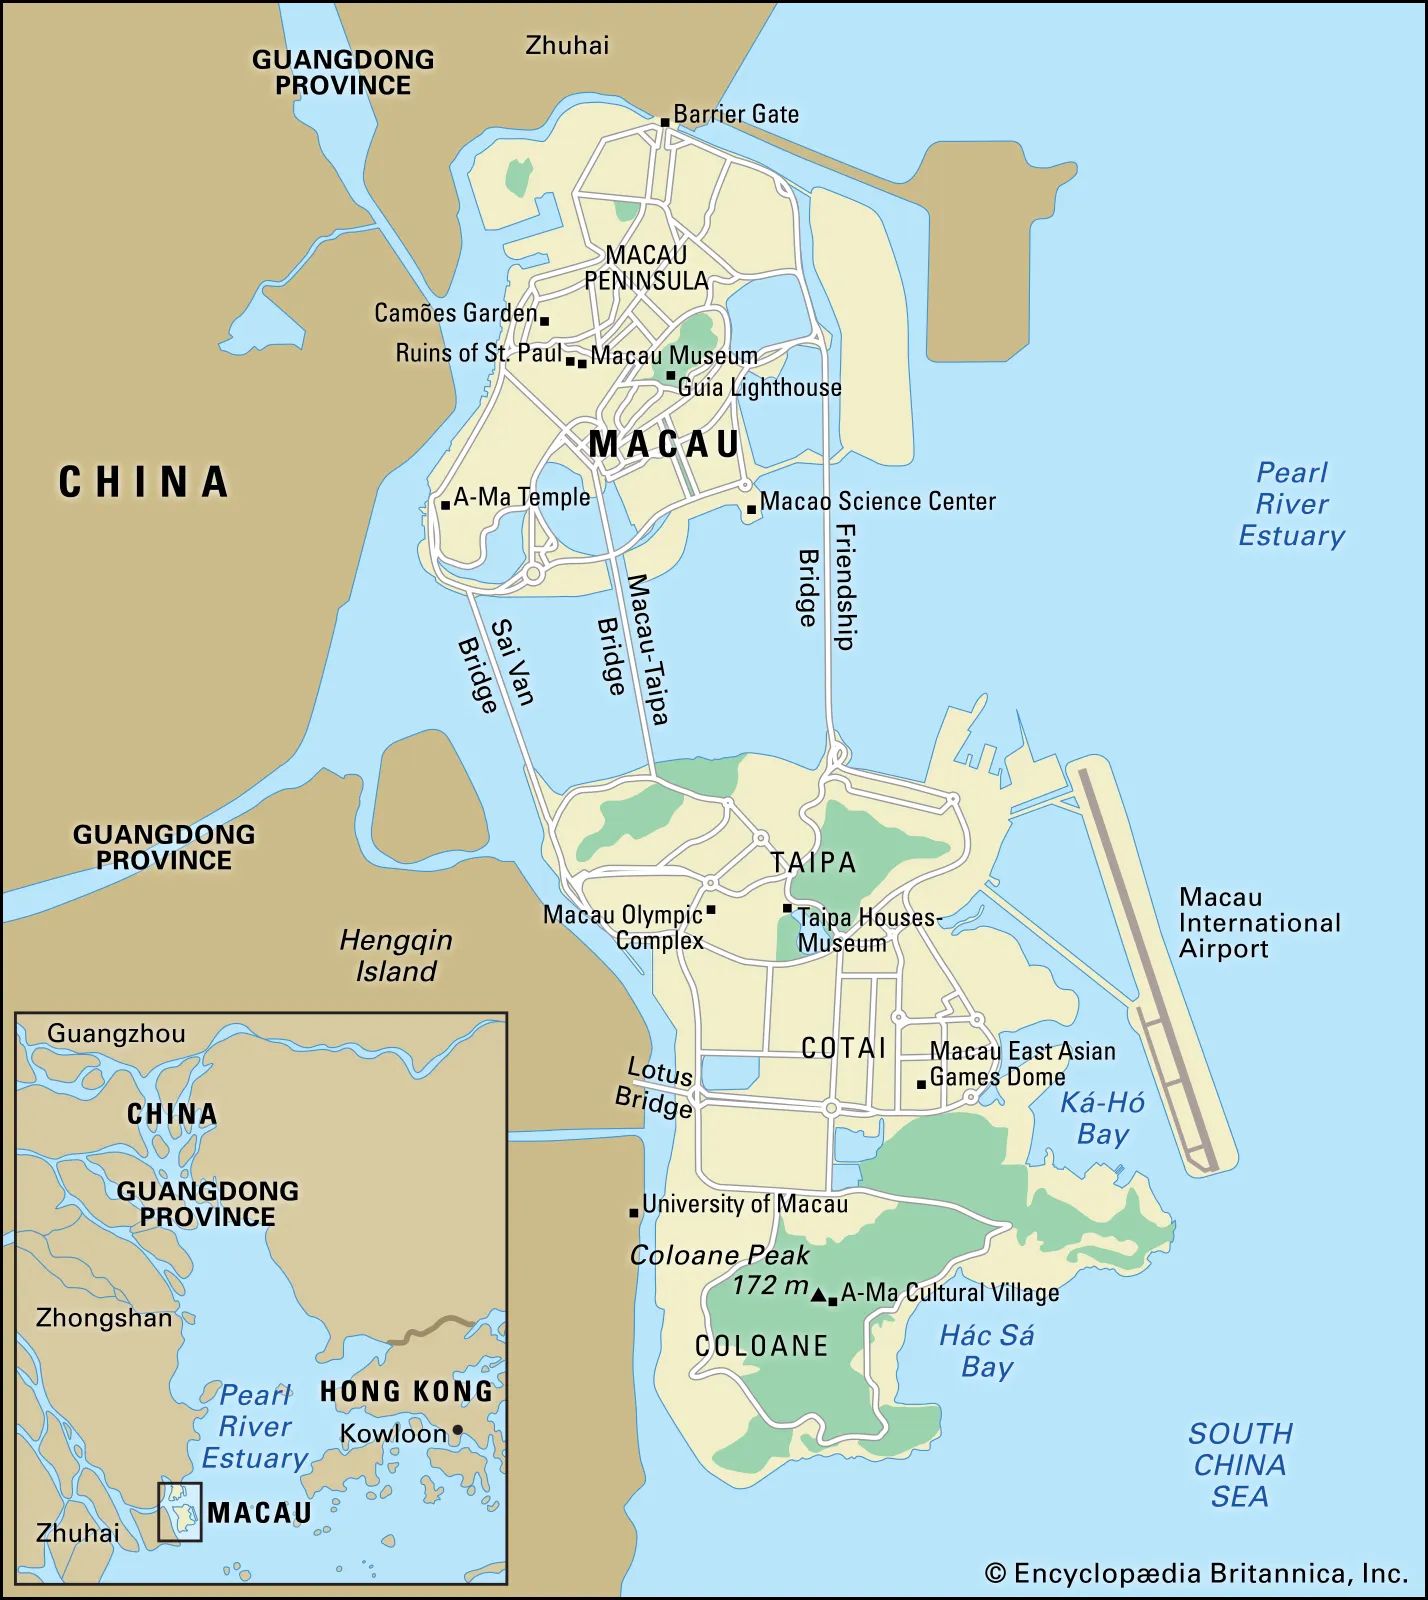 Zhuhai
GUANGDONG
PROVINCE
Barrier Gate
MACAU
PENINSULA
Camões Garden
Ruins of St. Paul
Macau Museum
Guia Lighthouse
MACAU
CHINA
Pearl
River
Estuary
A-Ma Temple
Macao Science Center
Friendship
Bridge
Macau-Taipa
Bridge
Sai Van
Bridge
GUANGDONG
PROVINCE
TAIPA
Macau Olympic
Complex
Taipa Houses-
Museum
Macau
International
Airport
Hengqin
Island
COTAI
Macau East Asian
Games Dome
Lotus
Bridge
Ká-Hó
Bay
University of Macau
Coloane Peak
172 m
A-Ma Cultural Village
COLOANE
Hác Sá
Bay
SOUTH
CHINA
SEA
Guangzhou
CHINA
GUANGDONG
PROVINCE
Zhongshan
Pearl
River
Estuary
HONG KONG
Kowloon
MACAU
Zhuhai
© Encyclopædia Britannica, Inc.